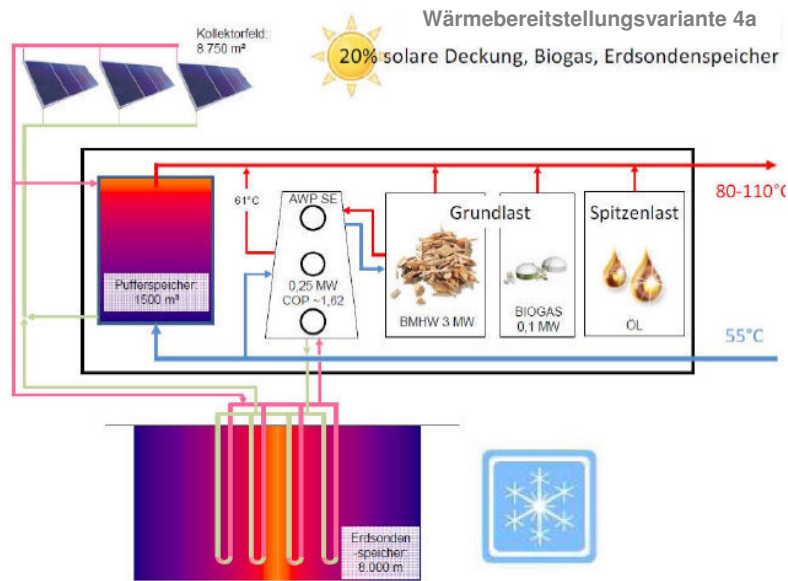 Wärmebereitstellungsvariante 4a
Kollektorfeld:
8.750 m²
20% solare Deckung, Biogas, Erdsondenspeicher
80-110°C
61°C
AWP SE
0,25 MW
COP ~1,62
Grundlast
BMHW 3 MW
BIOGAS
0,1 MW
Spitzenlast
ÖL
Pufferspeicher:
1500 m³
55°C
Erdsonden
-speicher:
8.000 m